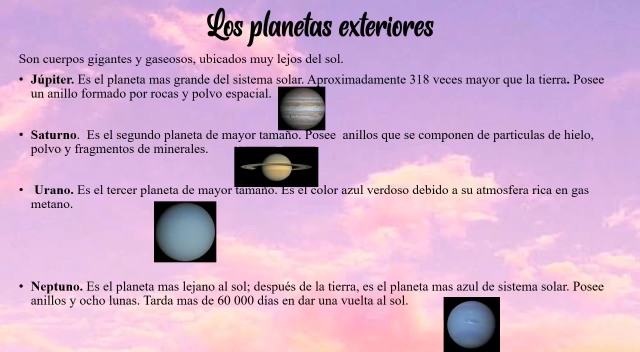 Los planetas exteriores
Son cuerpos gigantes y gaseosos, ubicados muy lejos del sol.
• Júpiter. Es el planeta mas grande del sistema solar. Aproximadamente 318 veces mayor que la tierra. Posee
un anillo formado por rocas y polvo espacial.
• Saturno. Es el segundo planeta de mayor tamaño. Posee anillos que se componen de particulas de hielo,
polvo y fragmentos de minerales.
• Urano. Es el tercer planeta de mayor tamaño. Es el color azul verdoso debido a su atmosfera rica en gas
metano.
• Neptuno. Es el planeta mas lejano al sol; después de la tierra, es el planeta mas azul de sistema solar. Posee
anillos y ocho lunas. Tarda mas de 60 000 días en dar una vuelta al sol.